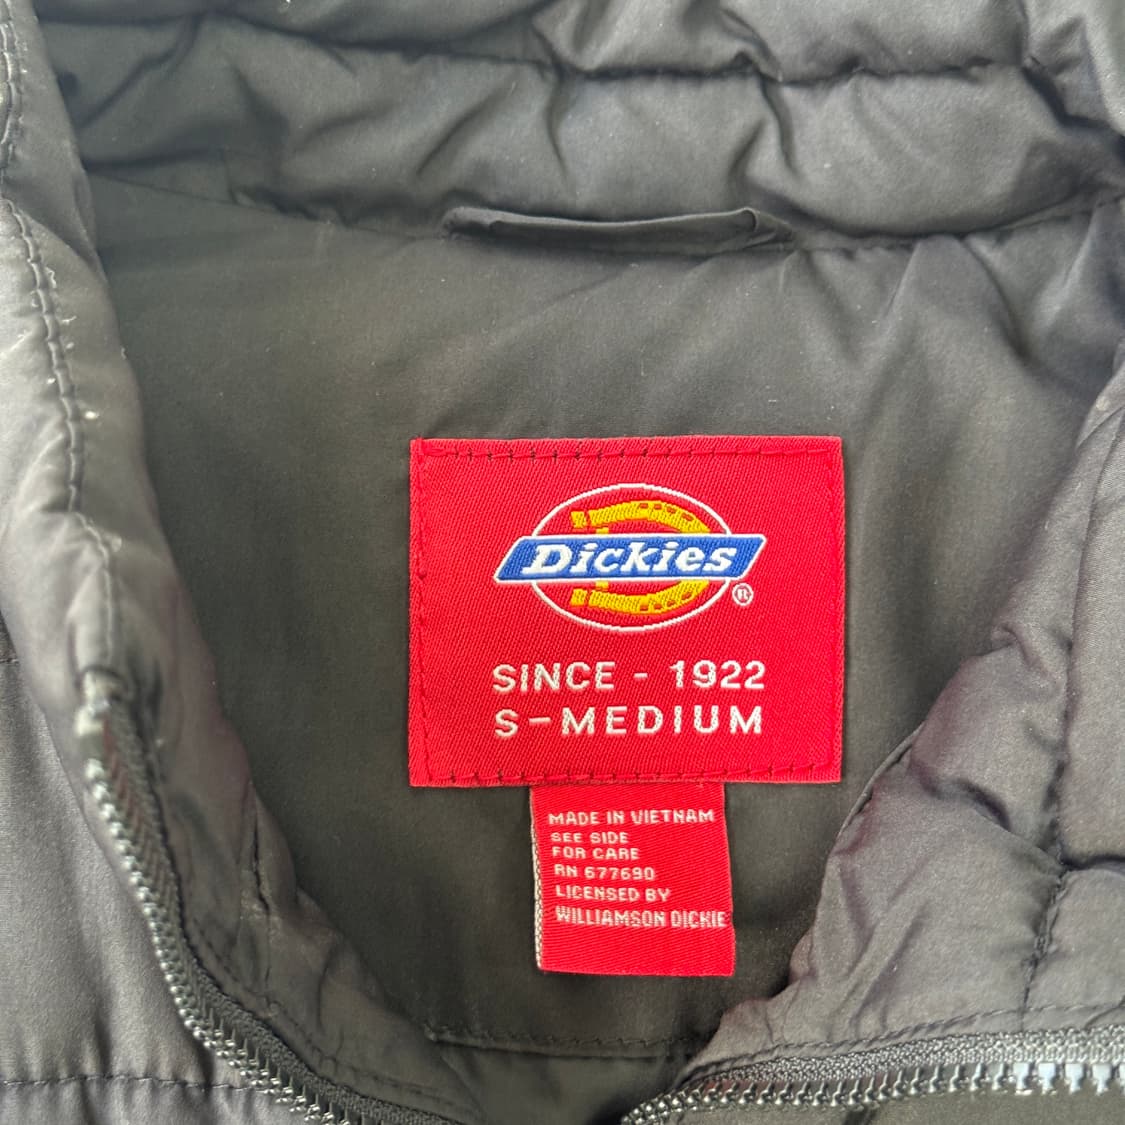 Dickies®
SINCE - 1922
S-MEDIUM
MADE IN VIETNAM
SEE SIDE
FOR CARE
RN 677690
LICENSED BY
WILLIAMSON DICKIE